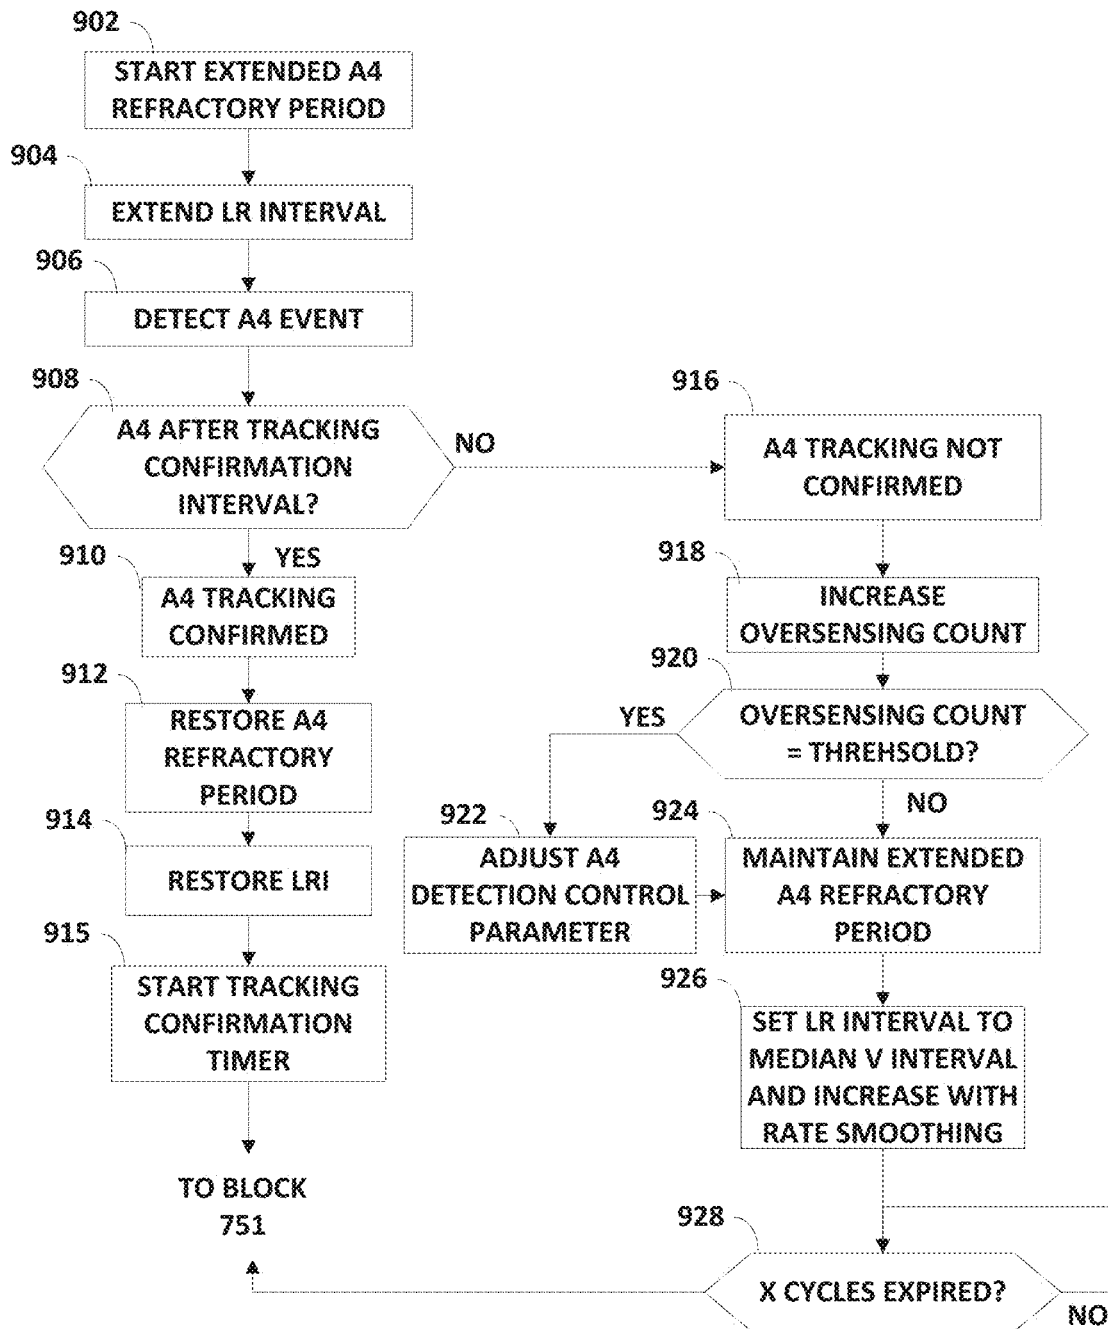 902
START EXTENDED A4
REFRACTORY PERIOD
904
EXTEND LR INTERVAL
906
DETECT A4 EVENT
908
A4 AFTER TRACKING
CONFIRMATION
INTERVAL?
NO
YES
910
A4 TRACKING
CONFIRMED
912
RESTORE A4
REFRACTORY
PERIOD
914
RESTORE LRI
915
START TRACKING
CONFIRMATION
TIMER
TO BLOCK
751
916
A4 TRACKING NOT
CONFIRMED
918
INCREASE
OVERSENSING COUNT
920
OVERSENSING COUNT
= THREHSOLD?
YES
NO
922
ADJUST A4
DETECTION CONTROL
PARAMETER
924
MAINTAIN EXTENDED
A4 REFRACTORY
PERIOD
926
SET LR INTERVAL TO
MEDIAN V INTERVAL
AND INCREASE WITH
RATE SMOOTHING
928
X CYCLES EXPIRED?
NO